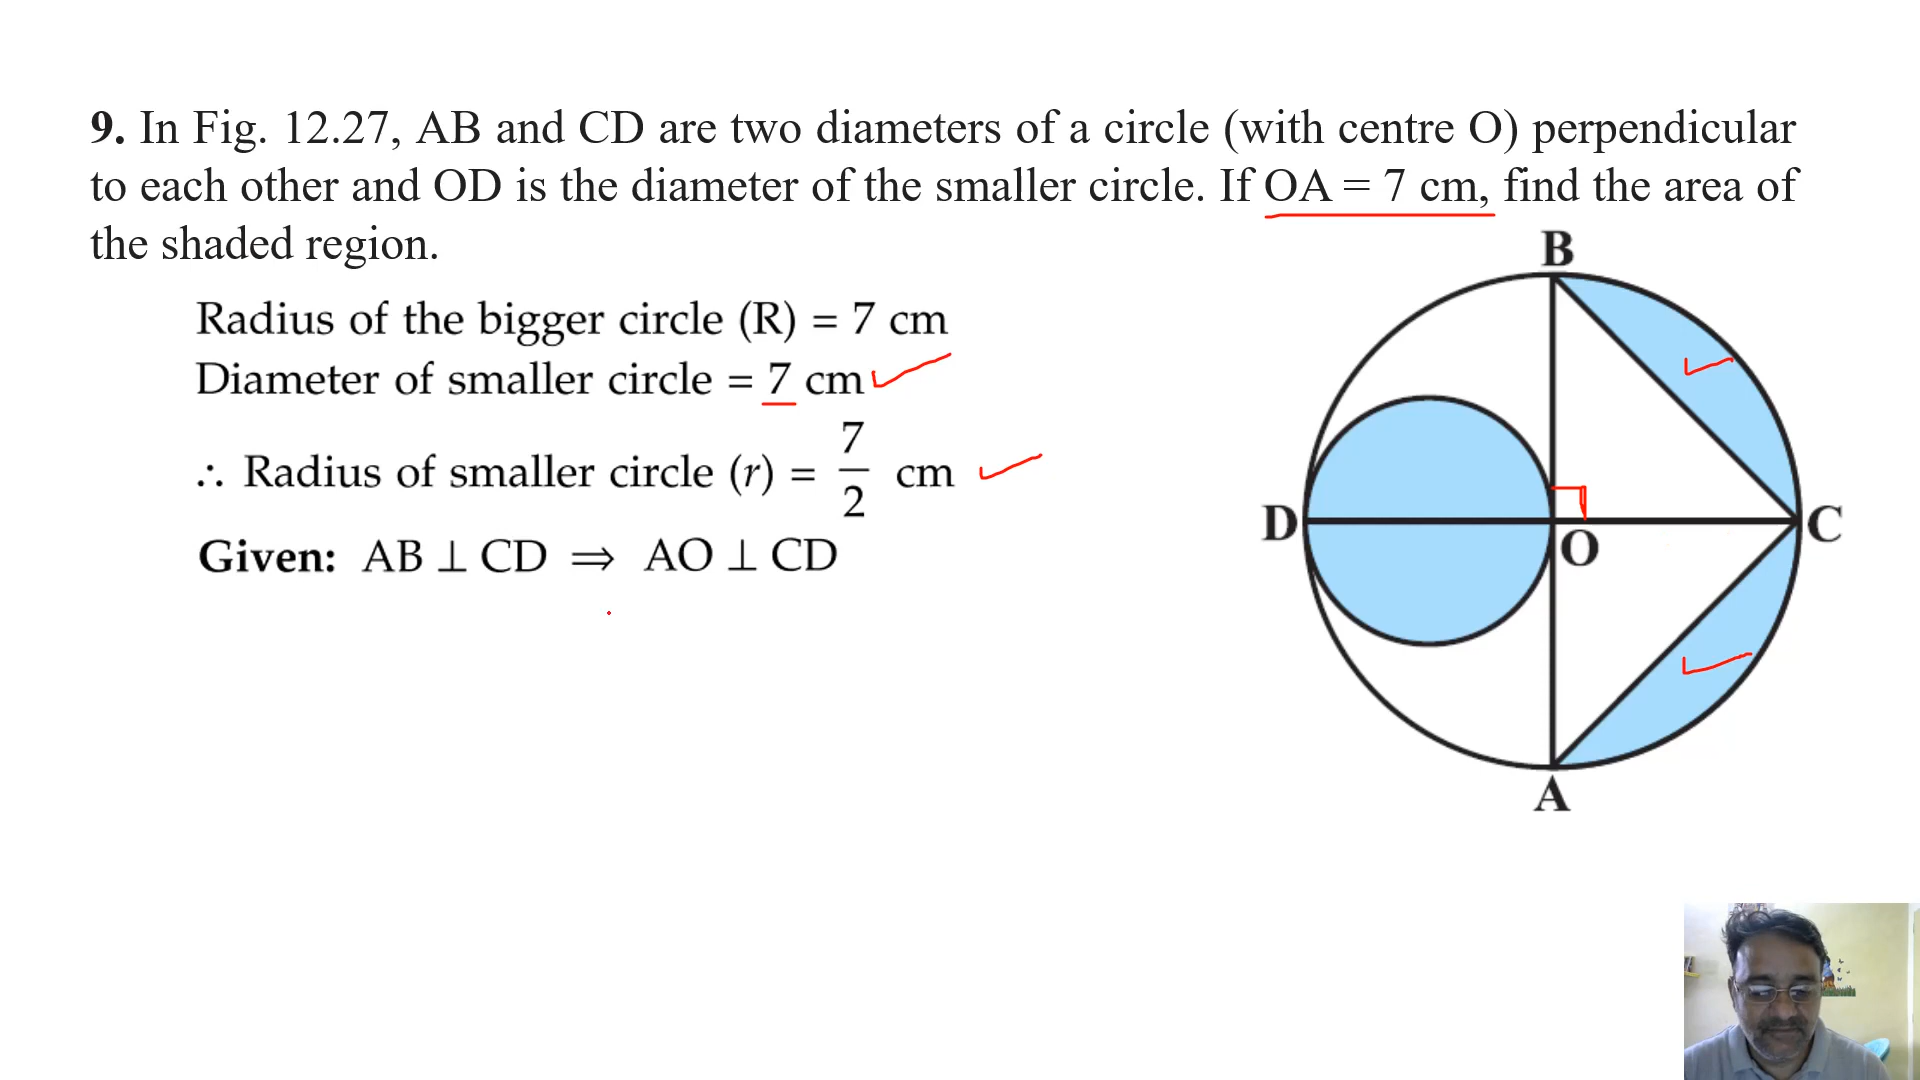 9. In Fig. 12.27, AB and CD are two diameters of a circle (with centre O) perpendicular
to each other and OD is the diameter of the smaller circle. If OA = 7 cm, find the area of
the shaded region.
Radius of the bigger circle (R) = 7 cm
Diameter of smaller circle = 7 cm
∴ Radius of smaller circle (r) = 7/2 cm
Given: AB ⊥ CD ⇒ AO ⊥ CD
B
D
O
C
A